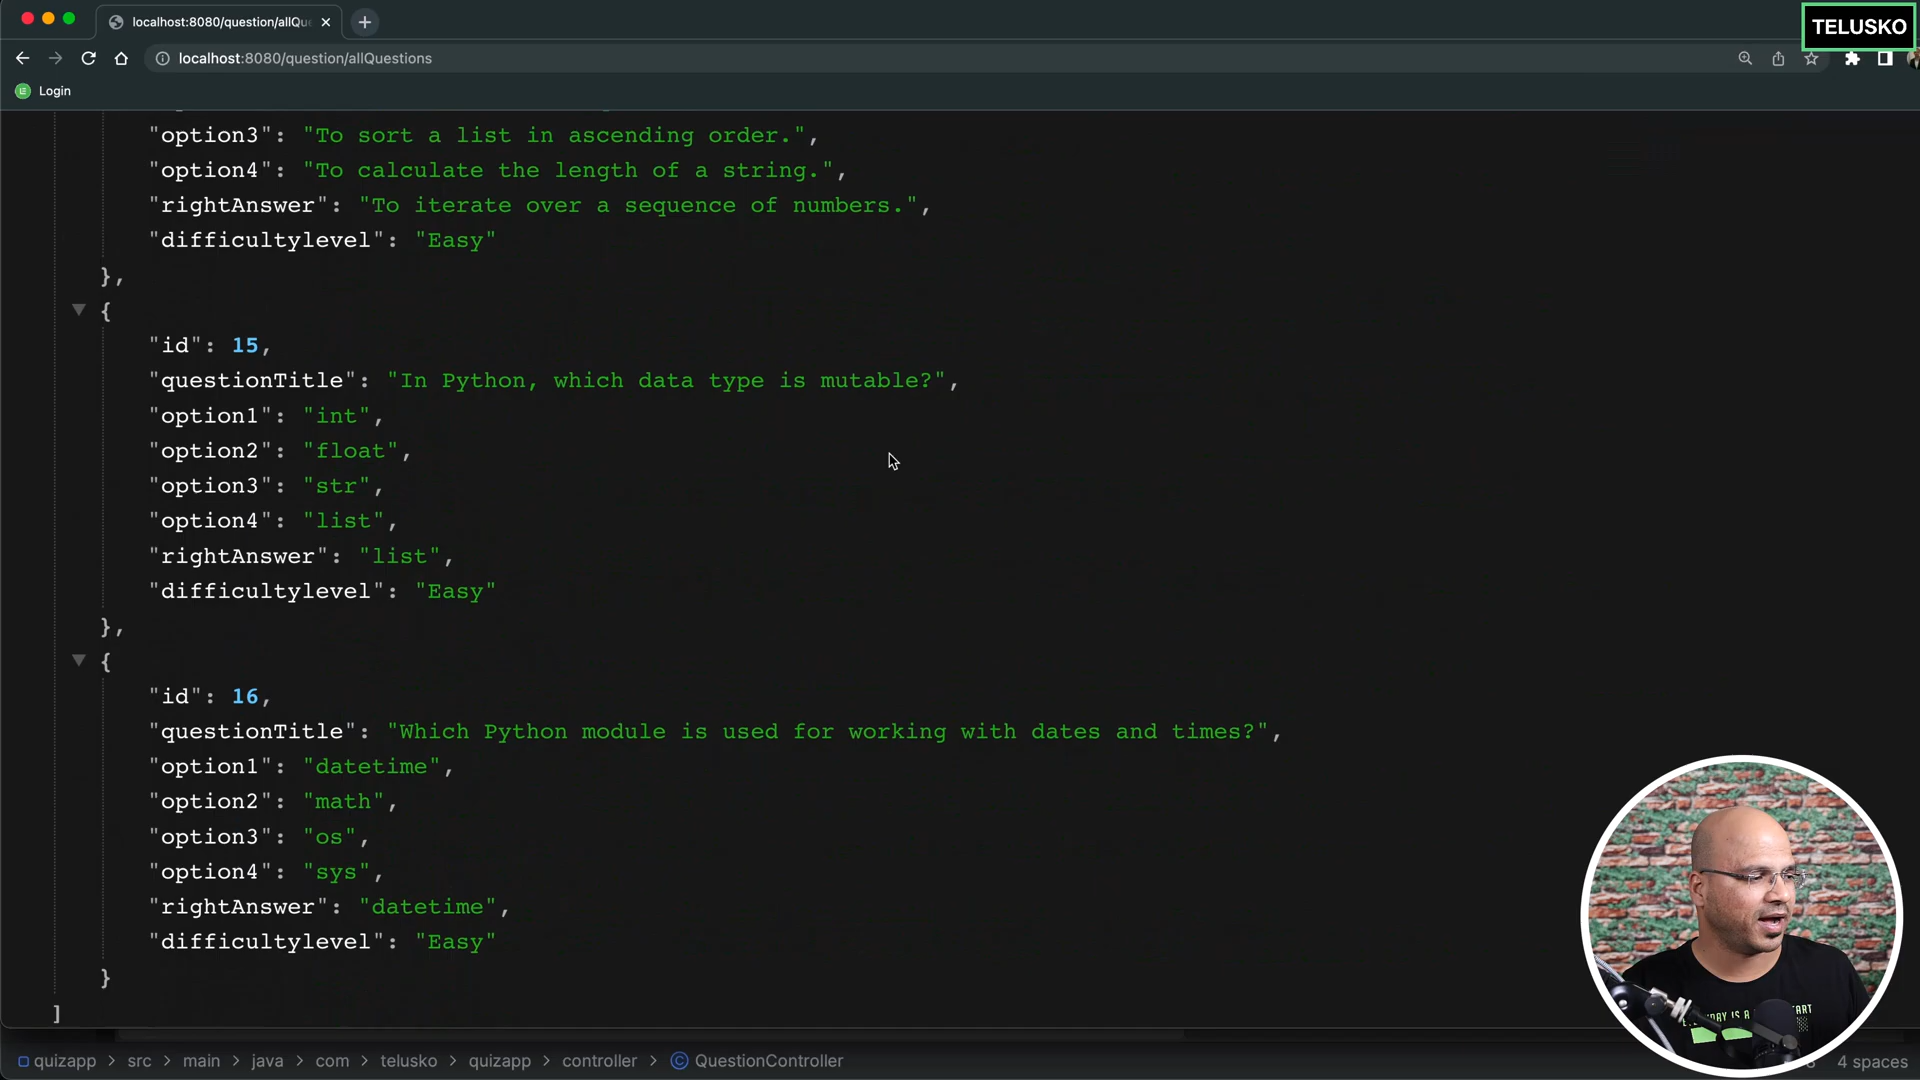 localhost:8080/question/allQu
TELUSKO
localhost:8080/question/allQuestions
Login
"option3": "To sort a list in ascending order.",
"option4": "To calculate the length of a string.",
"rightAnswer": "To iterate over a sequence of numbers.",
"difficultylevel": "Easy"
},
{
"id": 15,
"questionTitle": "In Python, which data type is mutable?",
"option1": "int",
"option2": "float",
"option3": "str",
"option4": "list",
"rightAnswer": "list",
"difficultylevel": "Easy"
},
{
"id": 16,
"questionTitle": "Which Python module is used for working with dates and times?",
"option1": "datetime",
"option2": "math",
"option3": "os",
"option4": "sys",
"rightAnswer": "datetime",
"difficultylevel": "Easy"
}
]
quizapp > src > main > java > com > telusko > quizapp > controller > QuestionController
4 spaces